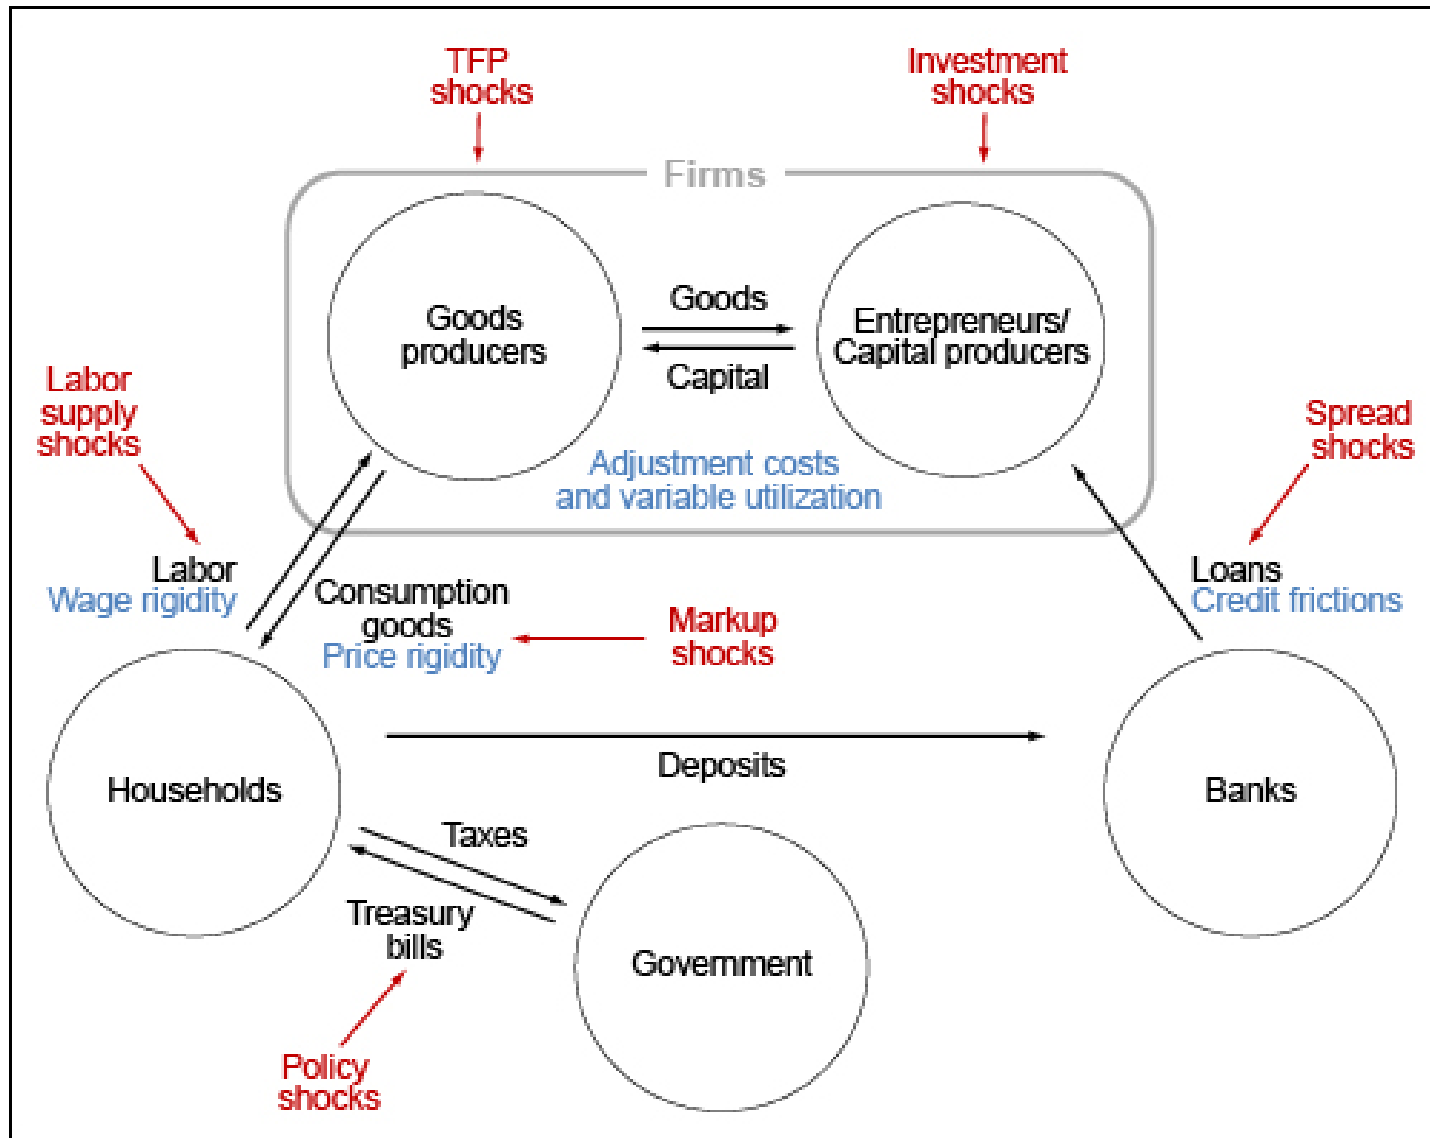 TFP
shocks
Investment
shocks
Firms
Goods
producers
Goods
Capital
Entrepreneurs/
Capital producers
Adjustment costs
and variable utilization
Labor
supply
shocks
Spread
shocks
Labor
Wage rigidity
Consumption
goods
Price rigidity
Markup
shocks
Loans
Credit frictions
Deposits
Households
Banks
Taxes
Treasury
bills
Government
Policy
shocks